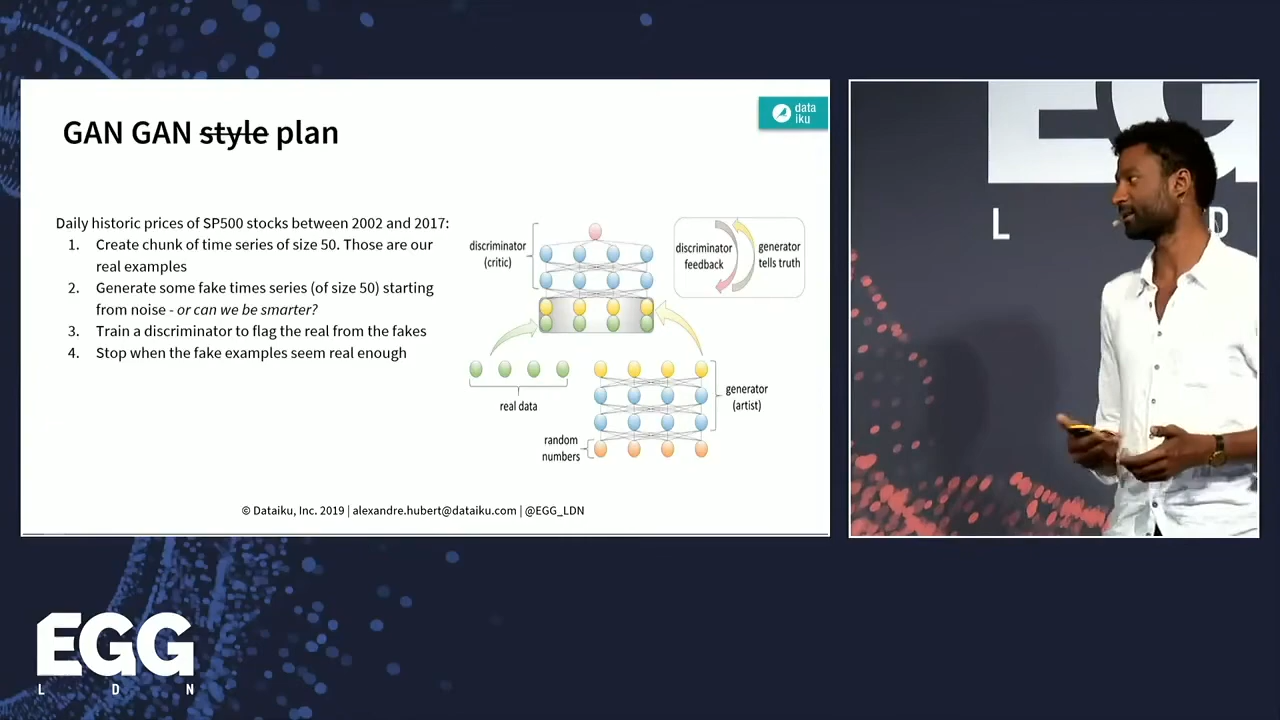 GAN GAN style plan
data
iku
Daily historic prices of SP500 stocks between 2002 and 2017:
1. Create chunk of time series of size 50. Those are our
real examples
2. Generate some fake times series (of size 50) starting
from noise - or can we be smarter?
3. Train a discriminator to flag the real from the fakes
4. Stop when the fake examples seem real enough
discriminator
(critic)
discriminator
feedback
generator
tells truth
real data
generator
(artist)
random
numbers
© Dataiku, Inc. 2019 | alexandre.hubert@dataiku.com | @EGG_LDN
EG
L D
EGG
L D N